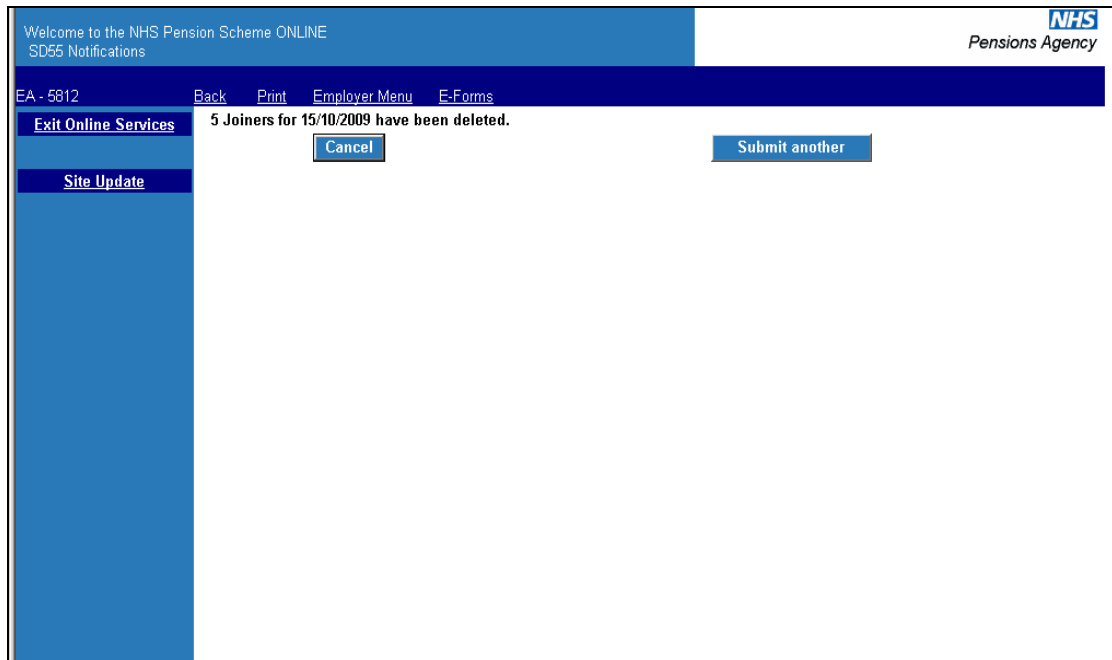 Welcome to the NHS Pension Scheme ONLINE
SD55 Notifications
NHS
Pensions Agency
EA - 5812 Back Print Employer Menu E-Forms
Exit Online Services
5 Joiners for 15/10/2009 have been deleted.
Cancel Submit another
Site Update